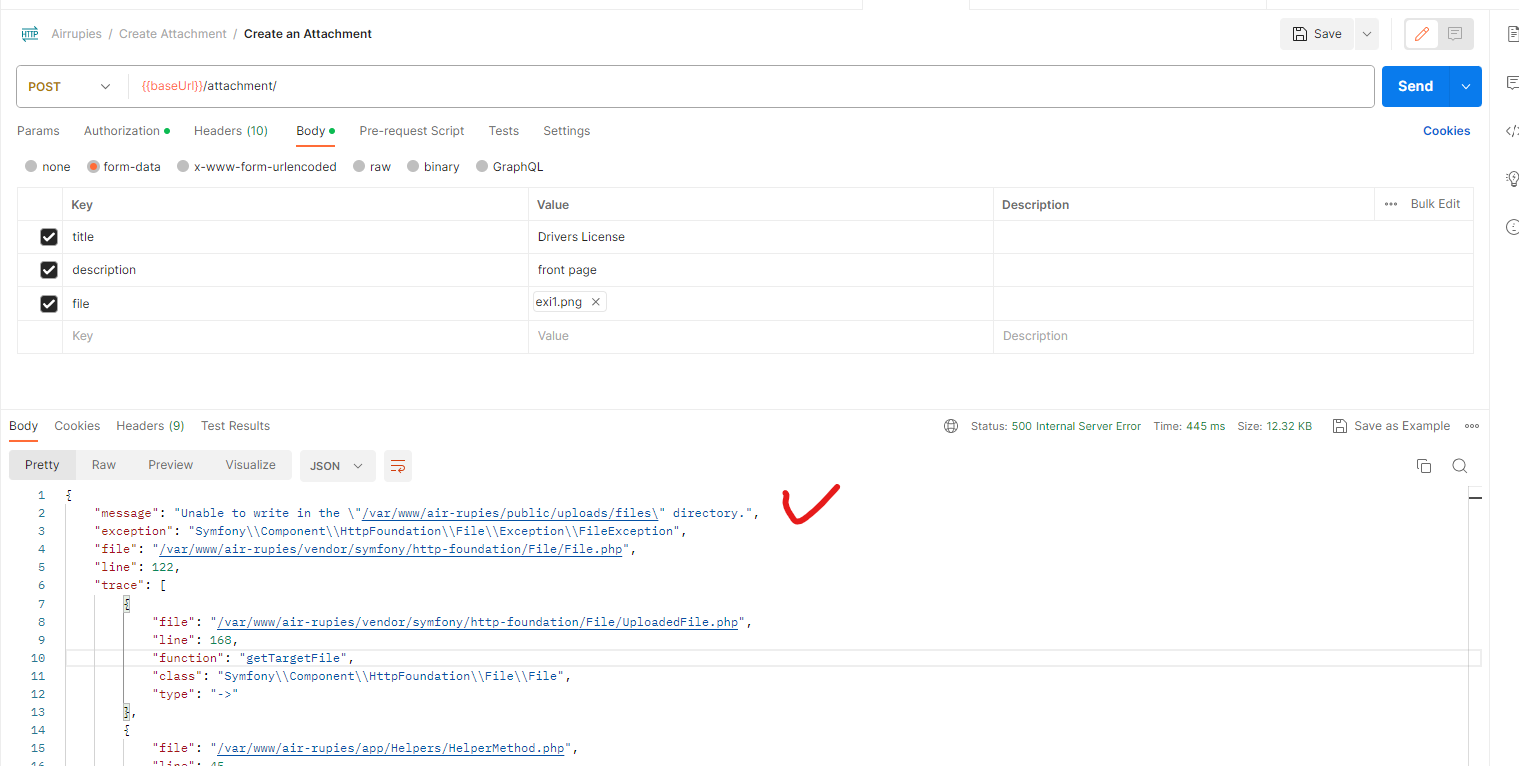 HTTP Airrupies / Create Attachment / Create an Attachment Save
POST {{baseUrl}}/attachment/ Send
Params Authorization Headers (10) Body Pre-request Script Tests Settings Cookies
none form-data x-www-form-urlencoded raw binary GraphQL
Key Value Description ••• Bulk Edit
title Drivers License
description front page
file exi1.png ×
Key Value Description
Body Cookies Headers (9) Test Results Status: 500 Internal Server Error Time: 445 ms Size: 12.32 KB Save as Example •••
Pretty Raw Preview Visualize JSON
1 {
2 "message": "Unable to write in the \"/var/www/air-rupies/public/uploads/files\" directory.",
3 "exception": "Symfony\\Component\\HttpFoundation\\File\\Exception\\FileException",
4 "file": "/var/www/air-rupies/vendor/symfony/http-foundation/File/File.php",
5 "line": 122,
6 "trace": [
7 {
8 "file": "/var/www/air-rupies/vendor/symfony/http-foundation/File/UploadedFile.php",
9 "line": 168,
10 "function": "getTargetFile",
11 "class": "Symfony\\Component\\HttpFoundation\\File\\File",
12 "type": "->"
13 },
14 {
15 "file": "/var/www/air-rupies/app/Helpers/HelperMethod.php",
16 "line": 45,